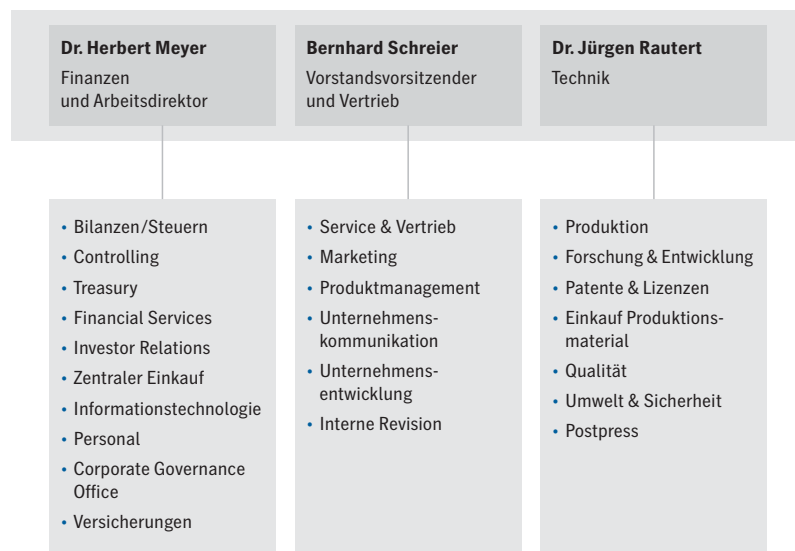 Dr. Herbert Meyer
Finanzen
und Arbeitsdirektor
Bernhard Schreier
Vorstandsvorsitzender
und Vertrieb
Dr. Jürgen Rautert
Technik
• Bilanzen/Steuern
• Controlling
• Treasury
• Financial Services
• Investor Relations
• Zentraler Einkauf
• Informationstechnologie
• Personal
• Corporate Governance
Office
• Versicherungen
• Service & Vertrieb
• Marketing
• Produktmanagement
• Unternehmens-
kommunikation
• Unternehmens-
entwicklung
• Interne Revision
• Produktion
• Forschung & Entwicklung
• Patente & Lizenzen
• Einkauf Produktions-
material
• Qualität
• Umwelt & Sicherheit
• Postpress